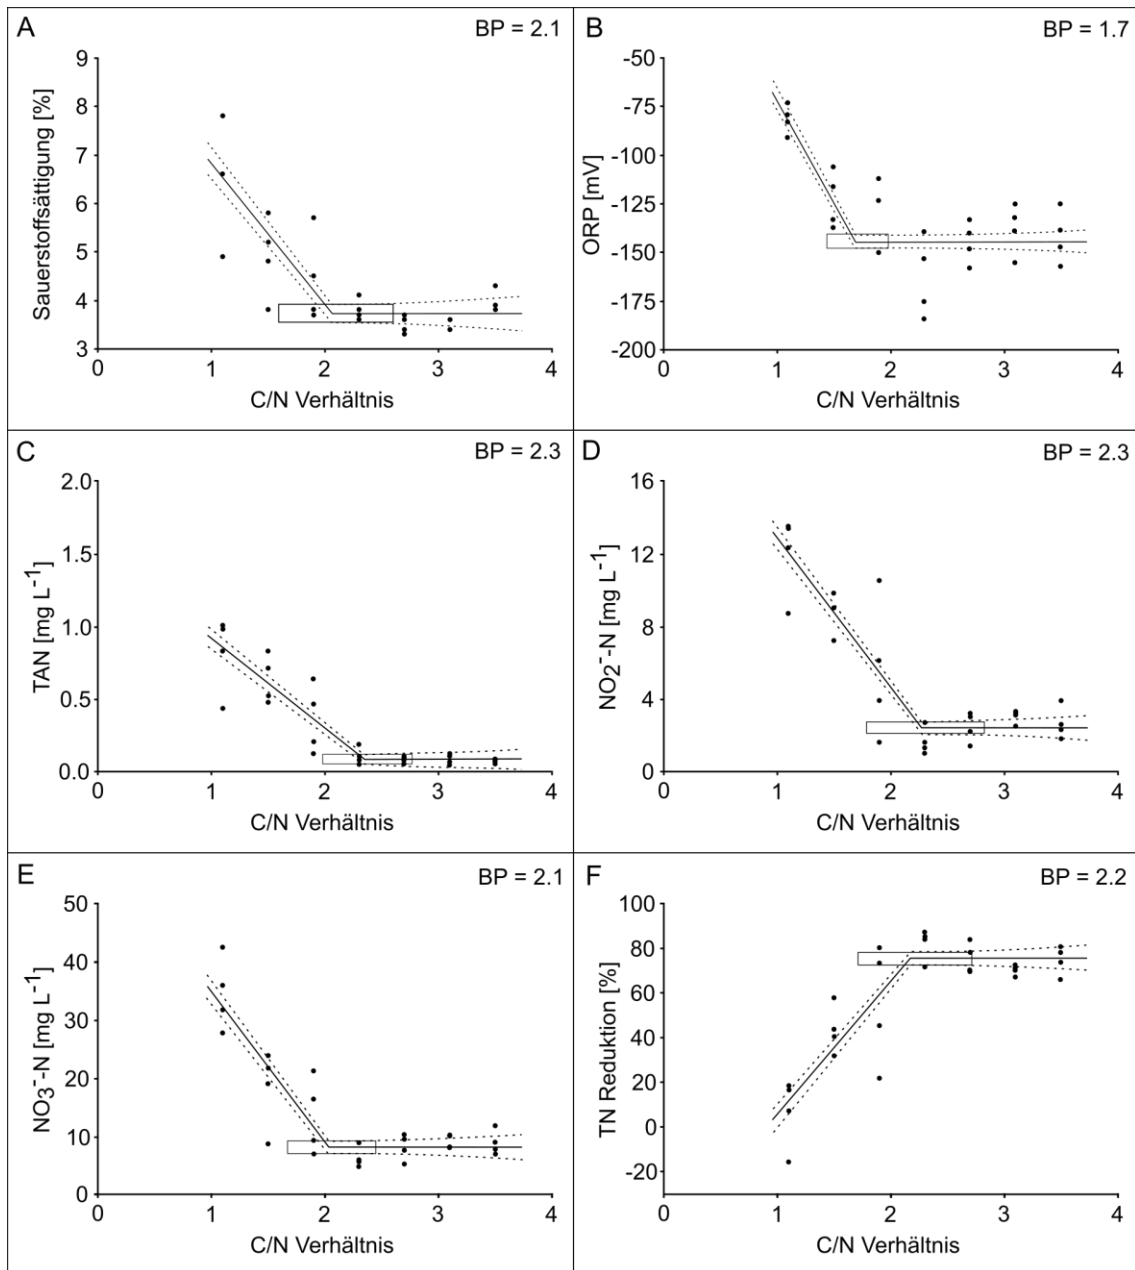 A
BP = 2.1
Sauerstoffsättigung [%]
9
8
7
6
5
4
3
0
1
2
3
4
C/N Verhältnis
B
BP = 1.7
ORP [mV]
-50
-75
-100
-125
-150
-175
-200
0
1
2
3
4
C/N Verhältnis
C
BP = 2.3
TAN [mg L⁻¹]
2.0
1.5
1.0
0.5
0.0
0
1
2
3
4
C/N Verhältnis
D
BP = 2.3
NO₂⁻-N [mg L⁻¹]
16
12
8
4
0
0
1
2
3
4
C/N Verhältnis
E
BP = 2.1
NO₃⁻-N [mg L⁻¹]
50
40
30
20
10
0
0
1
2
3
4
C/N Verhältnis
F
BP = 2.2
TN Reduktion [%]
100
80
60
40
20
0
-20
0
1
2
3
4
C/N Verhältnis